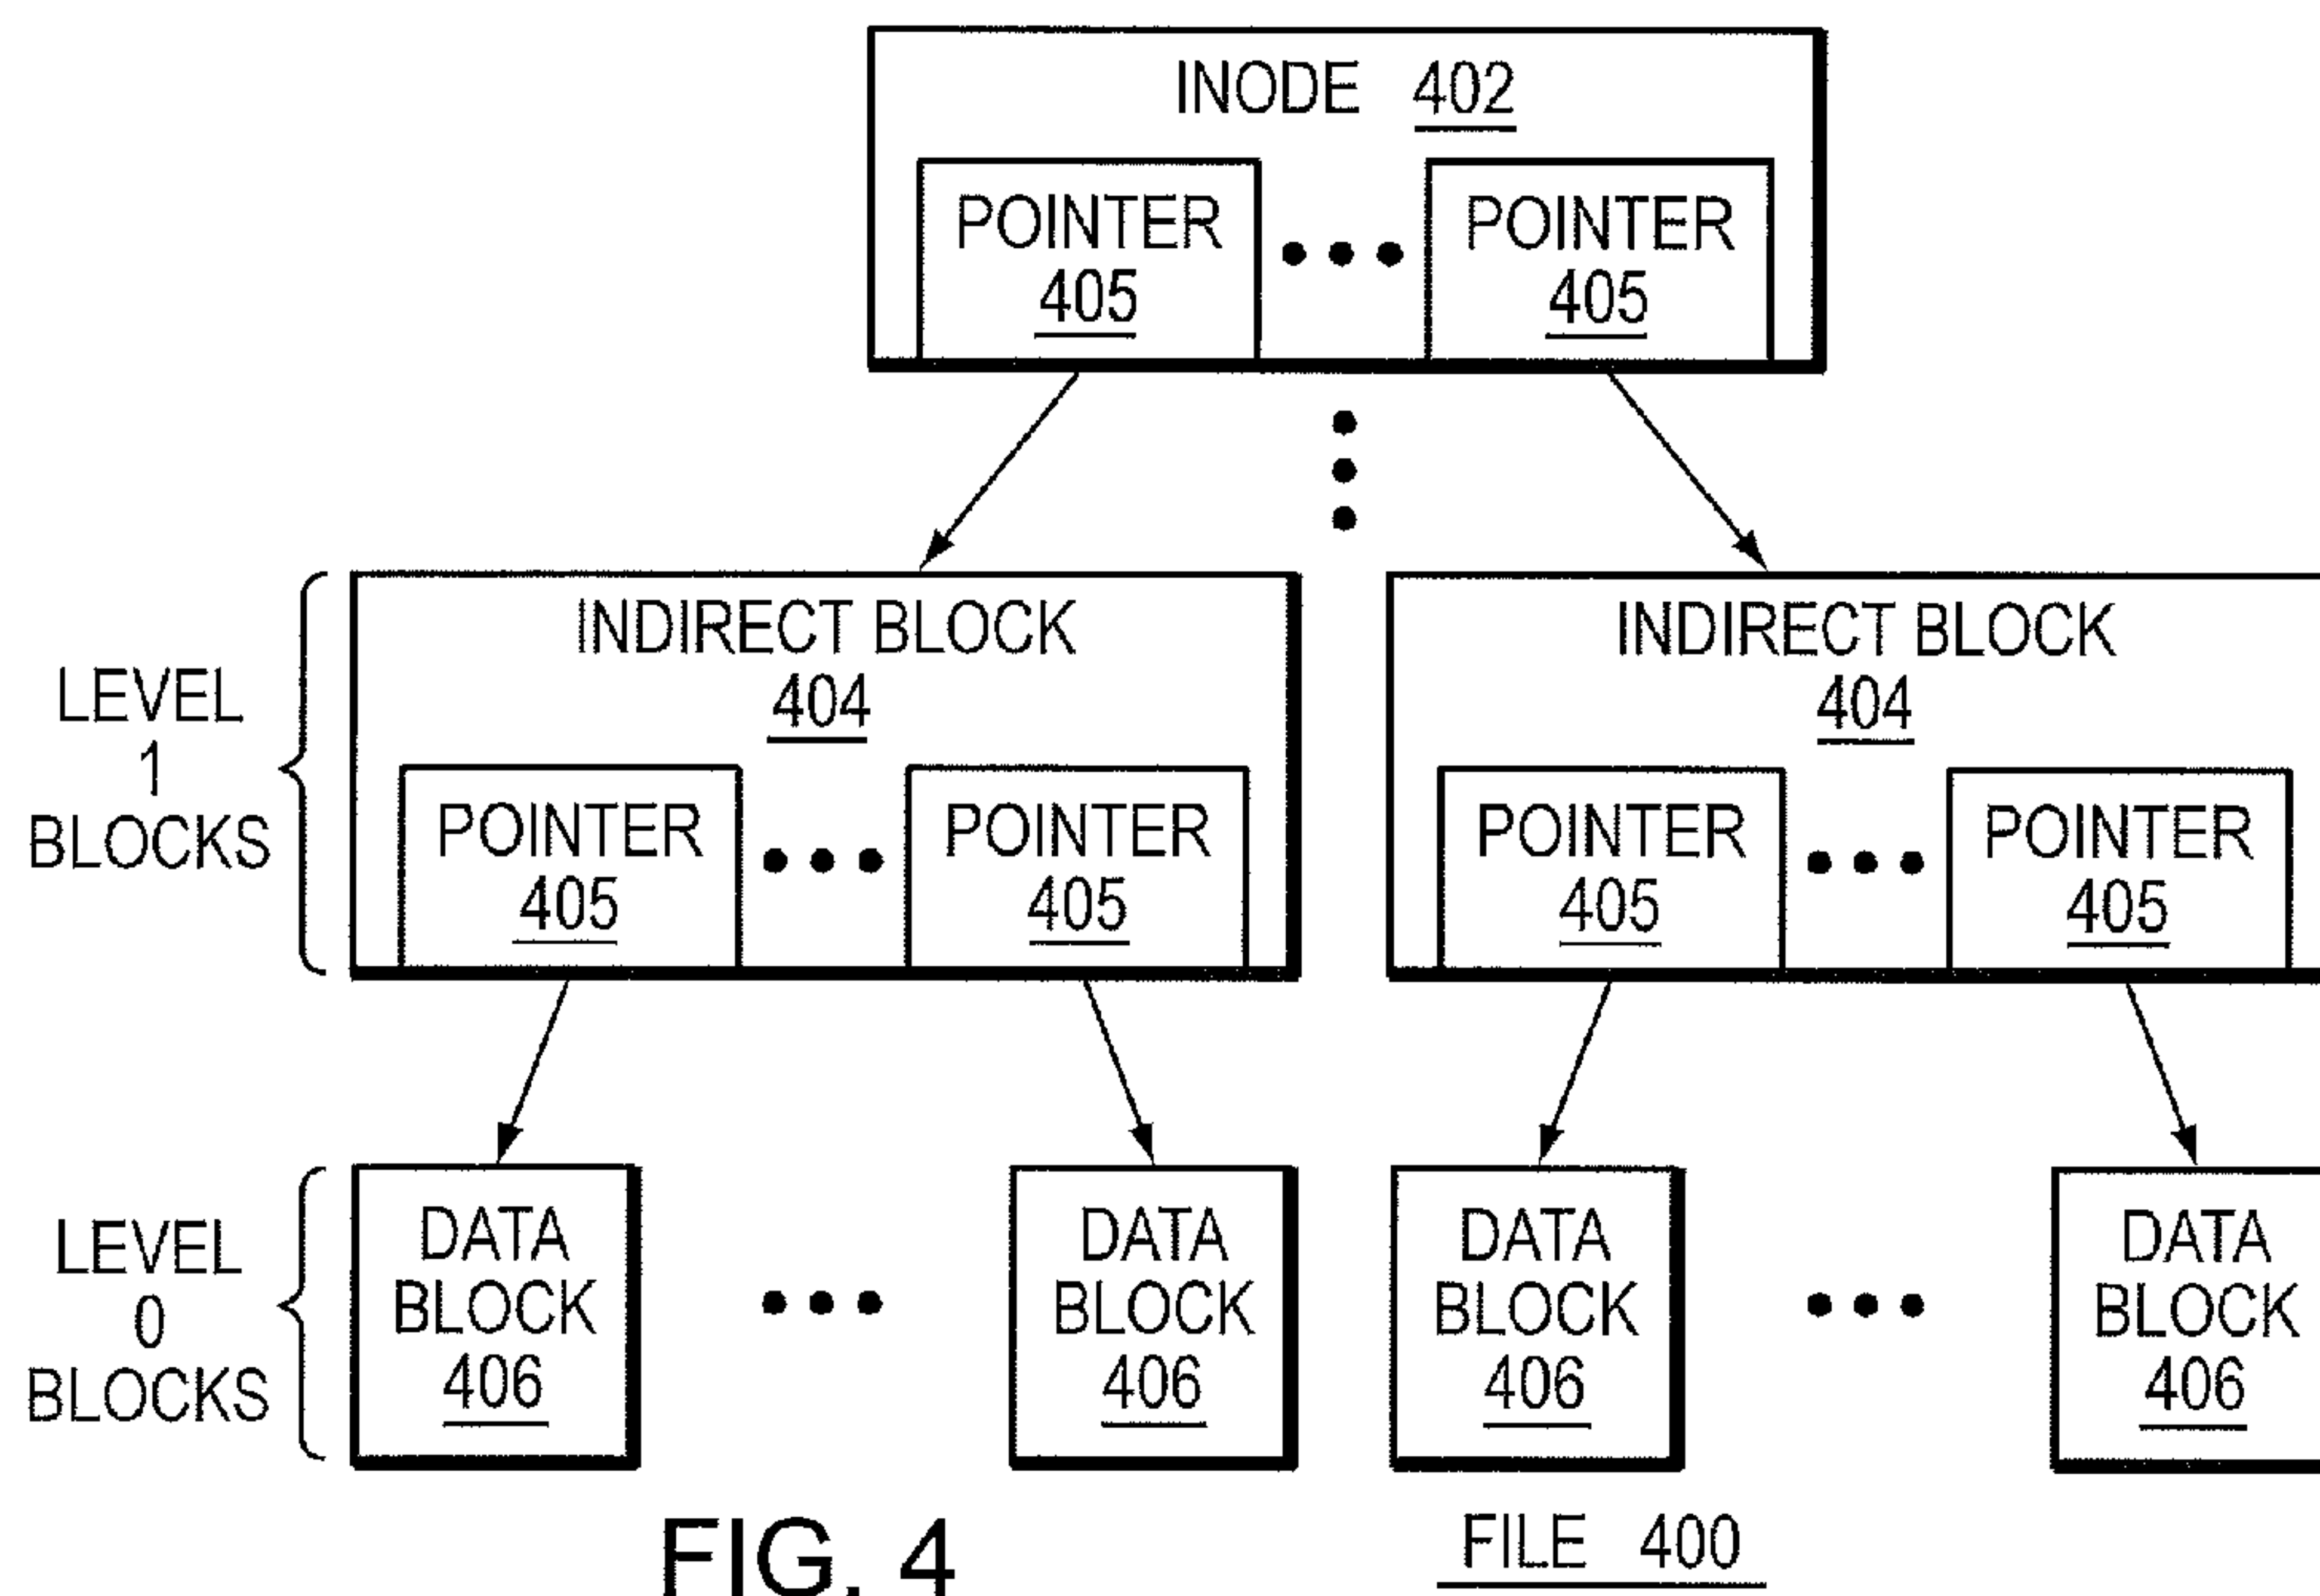 INODE 402
POINTER POINTER
405 405
INDIRECT BLOCK INDIRECT BLOCK
404 404
LEVEL
1
BLOCKS
POINTER POINTER POINTER POINTER
405 405 405 405
DATA DATA DATA DATA
BLOCK BLOCK BLOCK BLOCK
406 406 406 406
LEVEL
0
BLOCKS
FIG. 4
FILE 400